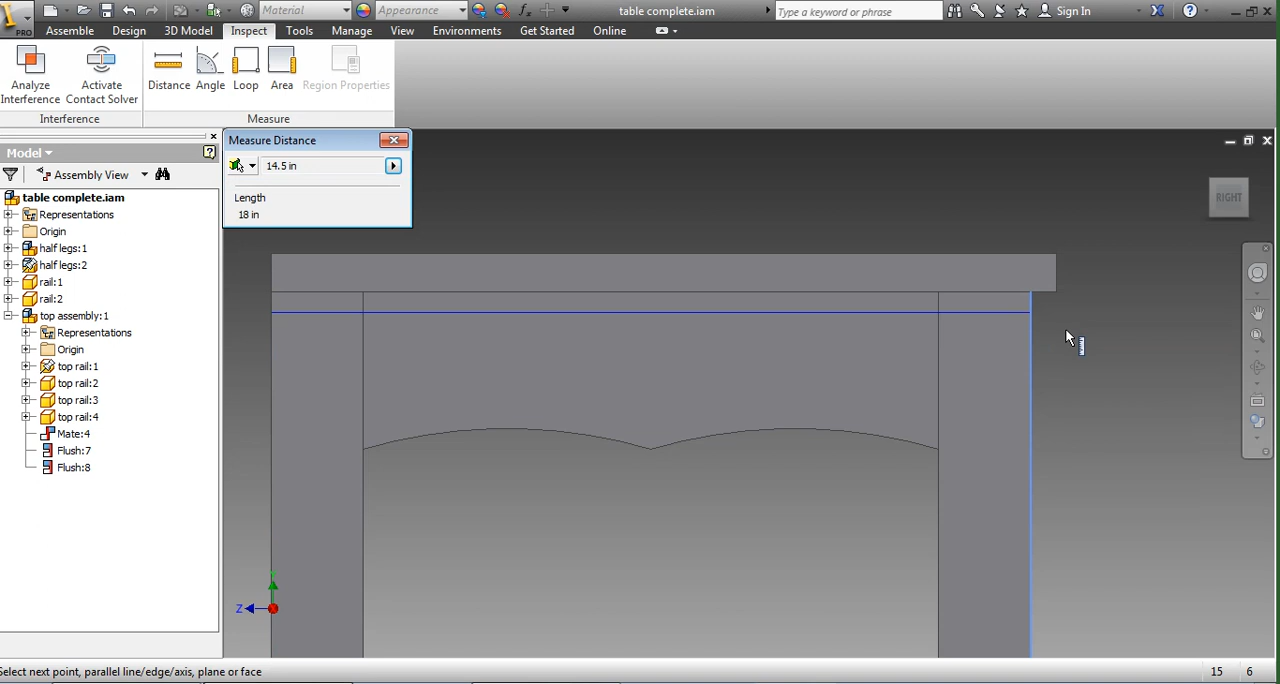 Material
Appearance
table complete.iam
Type a keyword or phrase
Sign In
PRO
Assemble
Design
3D Model
Inspect
Tools
Manage
View
Environments
Get Started
Online
Analyze
Interference
Activate
Contact Solver
Distance
Angle
Loop
Area
Region Properties
Interference
Measure
Measure Distance
14.5 in
Length
18 in
Model
Assembly View
table complete.iam
Representations
Origin
half legs:1
half legs:2
rail:1
rail:2
top assembly:1
Representations
Origin
top rail:1
top rail:2
top rail:3
top rail:4
Mate:4
Flush:7
Flush:8
RIGHT
Z
Select next point, parallel line/edge/axis, plane or face
15
6